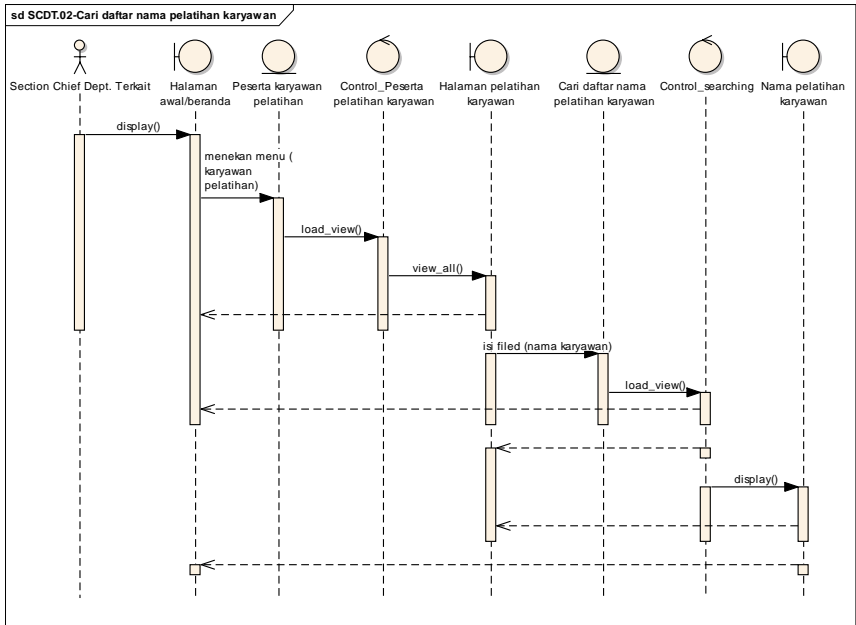 sd SCDT.02-Cari daftar nama pelatihan karyawan
Section Chief Dept. Terkait
Halaman
awal/beranda
Peserta karyawan
pelatihan
Control_Peserta
pelatihan karyawan
Halaman pelatihan
karyawan
Cari daftar nama
pelatihan karyawan
Control_searching
Nama pelatihan
karyawan
display()
menekan menu (
karyawan
pelatihan)
load_view()
view_all()
isi filed (nama karyawan)
load_view()
display()